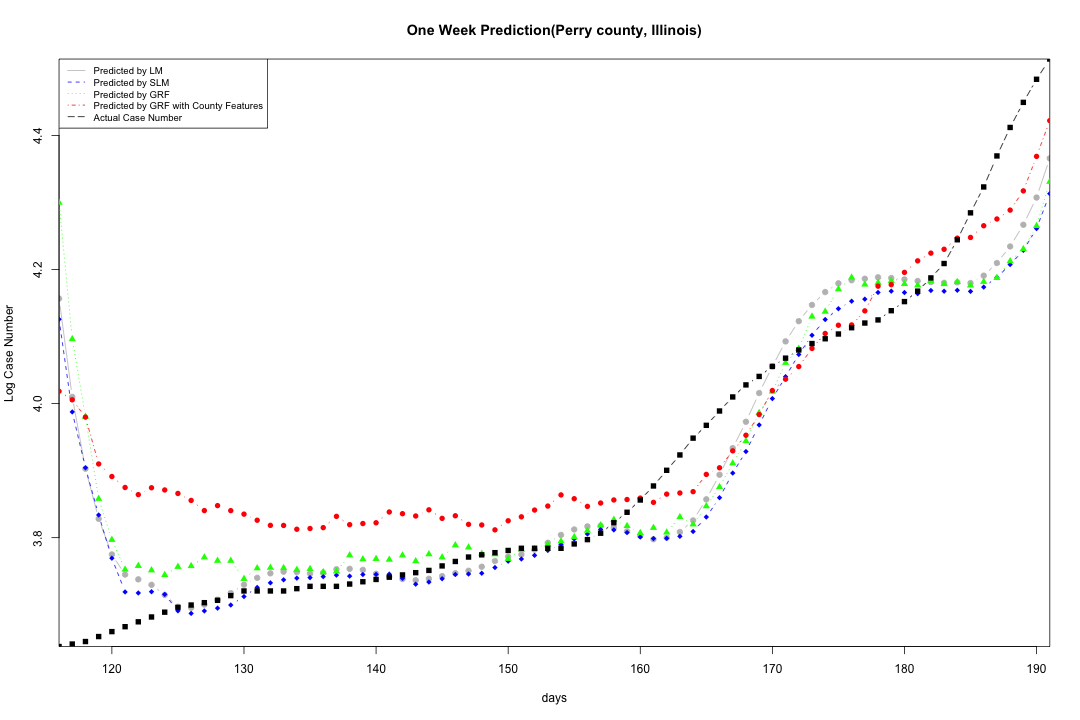 One Week Prediction(Perry county, Illinois)
Predicted by LM
Predicted by SLM
Predicted by GRF
Predicted by GRF with County Features
Actual Case Number
4.4
4.2
4.0
3.8
Log Case Number
120 130 140 150 160 170 180 190
days